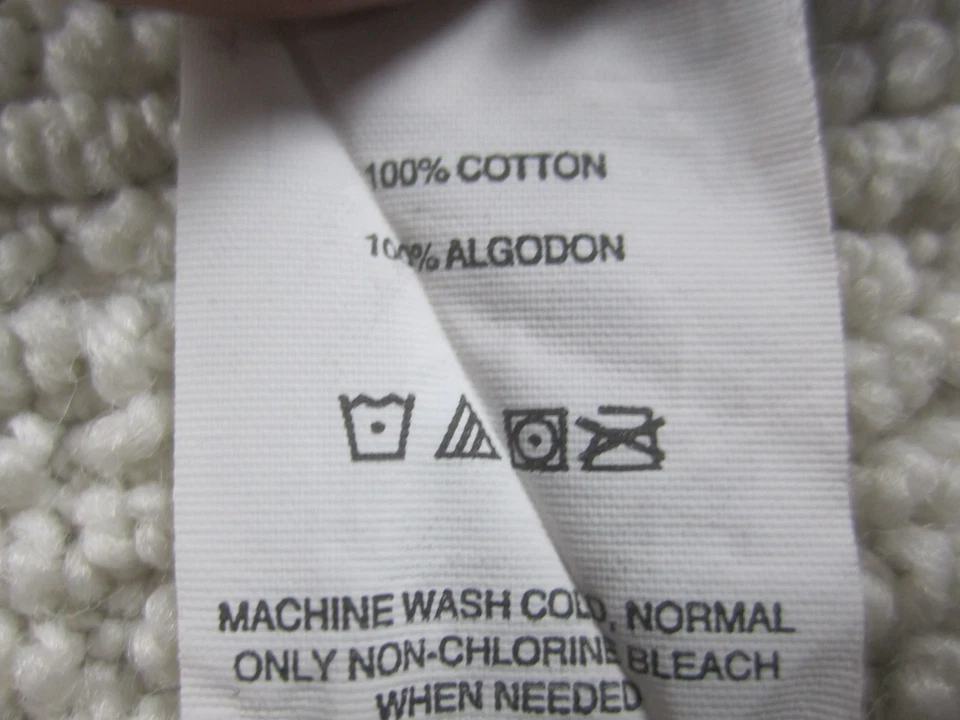 100% COTTON
100% ALGODON
MACHINE WASH COLD, NORMAL
ONLY NON-CHLORINE BLEACH
WHEN NEEDED